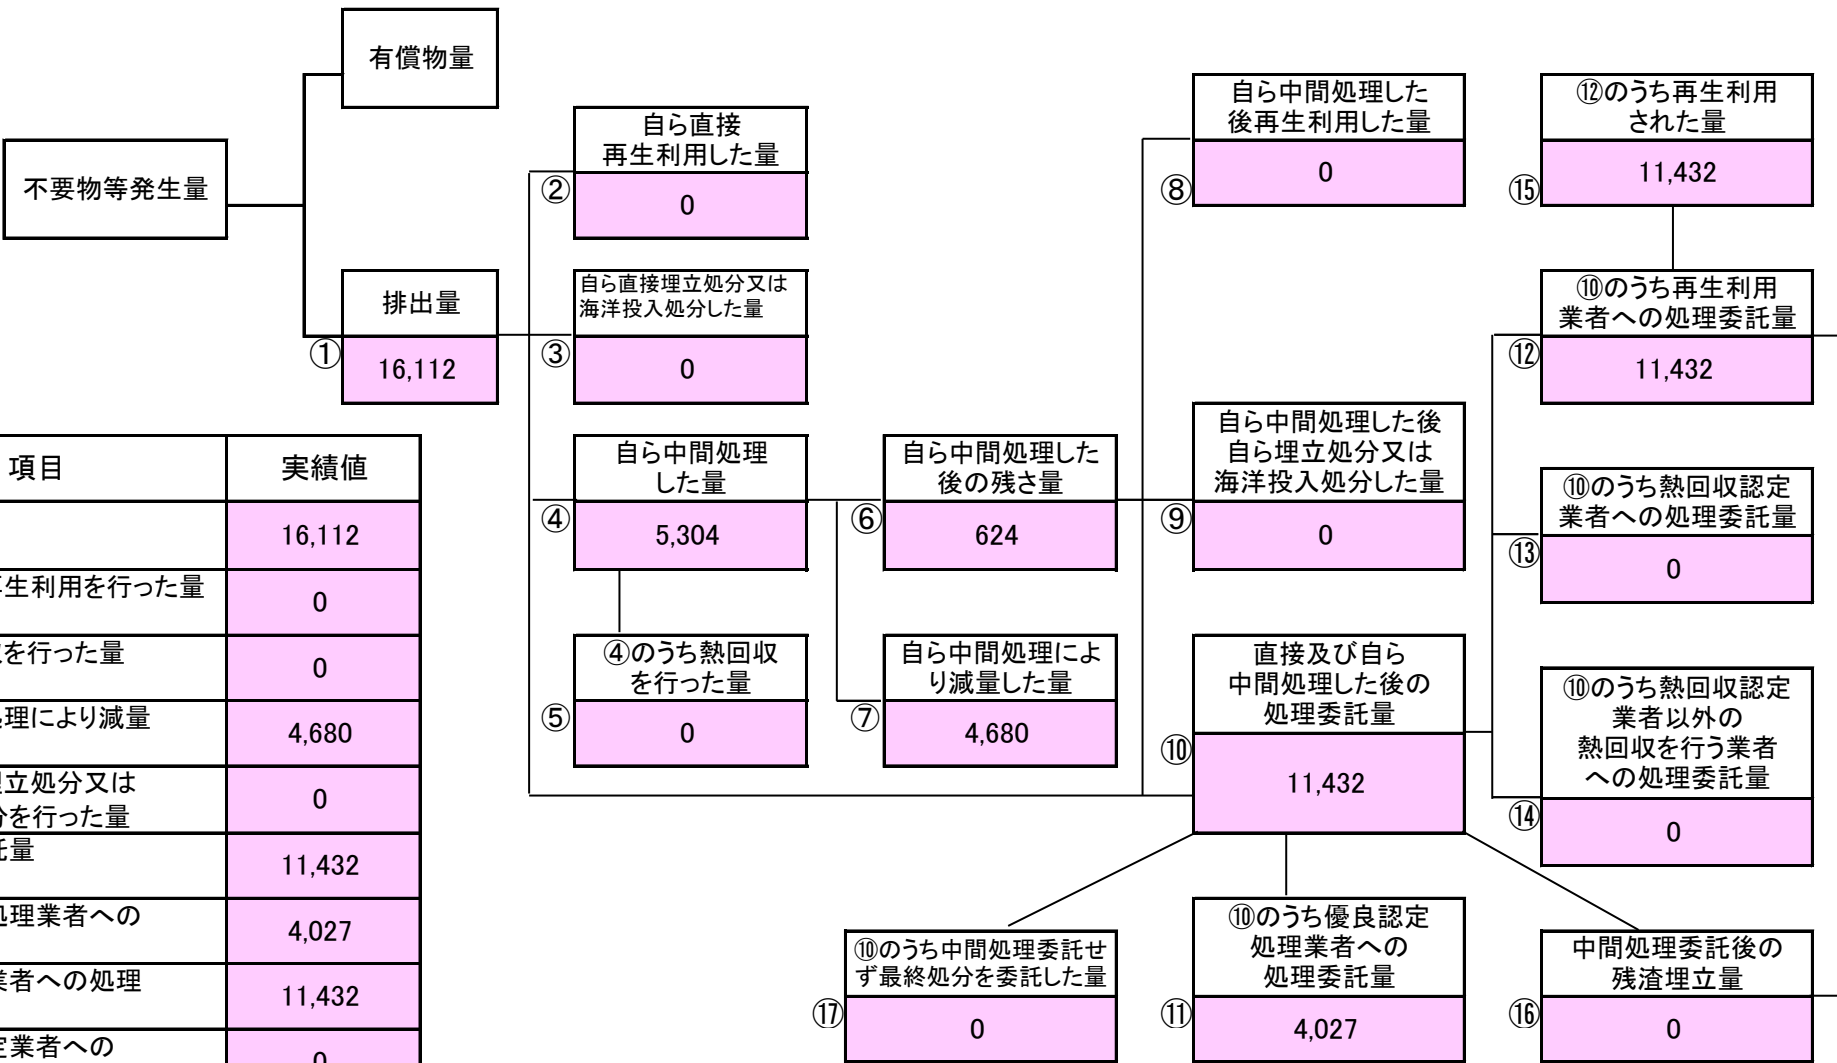 有償物量
不要物等発生量
排出量
①
16,112
自ら直接
再生利用した量
②
0
自ら直接埋立処分又は
海洋投入処分した量
③
0
自ら中間処理
した量
④
5,304
④のうち熱回収
を行った量
⑤
0
自ら中間処理した
後の残さ量
⑥
624
自ら中間処理によ
り減量した量
⑦
4,680
自ら中間処理した
後再生利用した量
⑧
0
自ら中間処理した後
自ら埋立処分又は
海洋投入処分した量
⑨
0
直接及び自ら
中間処理した後の
処理委託量
⑩
11,432
⑫のうち再生利用
された量
⑮
11,432
⑩のうち再生利用
業者への処理委託量
⑫
11,432
⑩のうち熱回収認定
業者への処理委託量
⑬
0
⑩のうち熱回収認定
業者以外の
熱回収を行う業者
への処理委託量
⑭
0
⑩のうち中間処理委託せ
ず最終処分を委託した量
⑰
0
⑩のうち優良認定
処理業者への
処理委託量
⑪
4,027
中間処理委託後の
残渣埋立量
⑯
0
項目 実績値
16,112
生利用を行った量
0
を行った量
0
理により減量
4,680
立処分又は
を行った量
0
量
11,432
処理業者への
4,027
業者への処理
11,432
定業者への
0